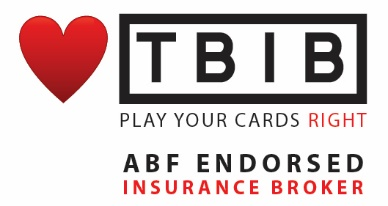 TBIB
PLAY YOUR CARDS RIGHT
ABF ENDORSED
INSURANCE BROKER